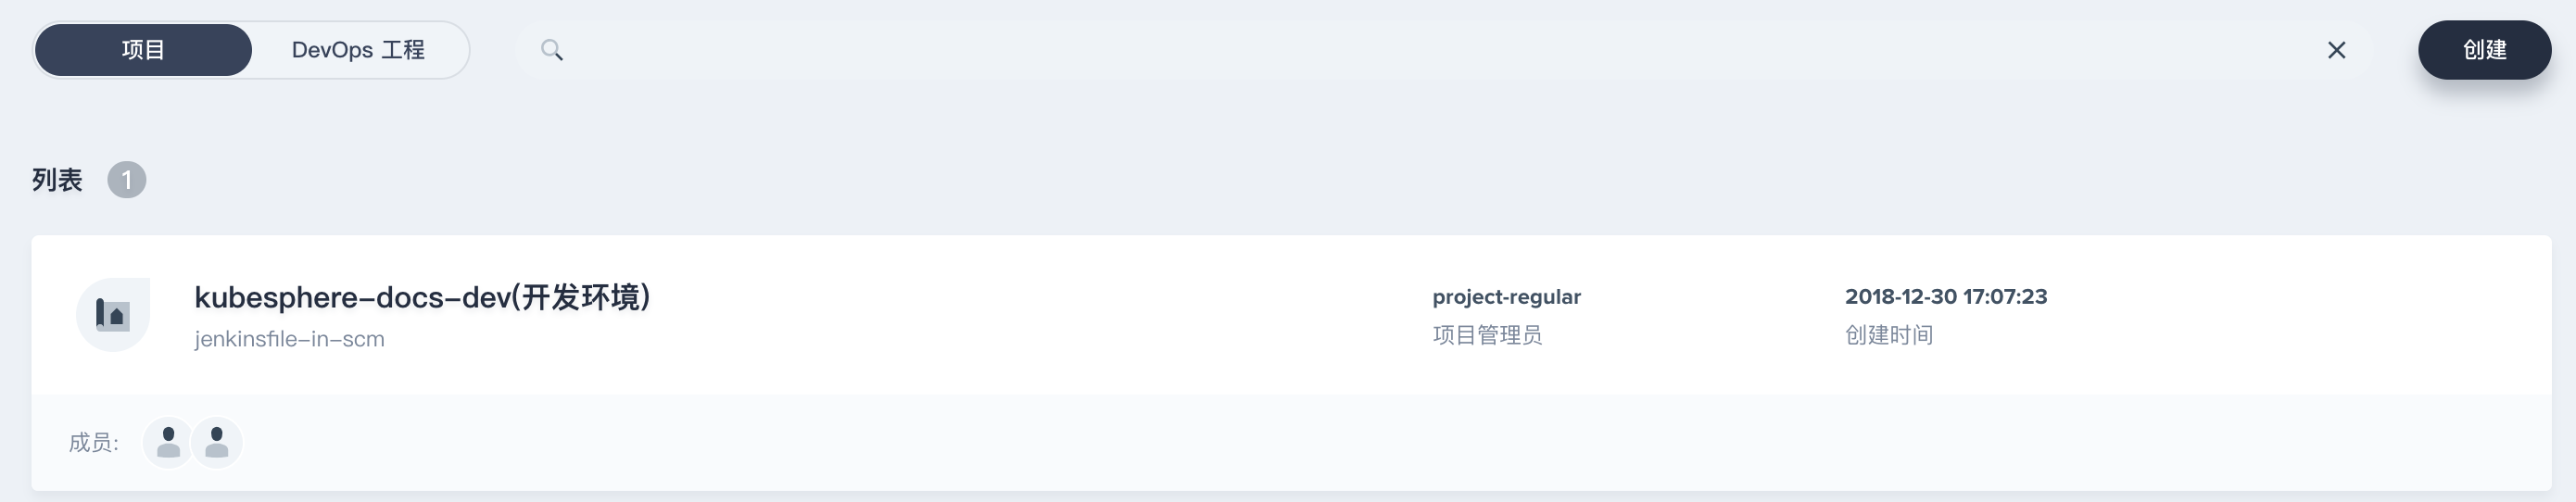 项目 DevOps 工程 创建
列表 1
kubesphere-docs-dev(开发环境)
jenkinsfile-in-scm
project-regular
项目管理员
2018-12-30 17:07:23
创建时间
成员: